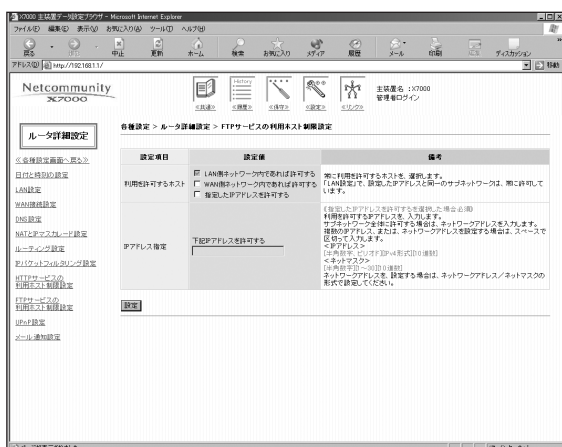 X7000 主装置データ設定ブラウザ - Microsoft Internet Explorer
ファイル(F) 編集(E) 表示(V) お気に入り(A) ツール(T) ヘルプ(H)
戻る 中止 更新 ホーム 検索 お気に入り メディア 履歴 メール 印刷 ディスカッション
アドレス(D) http://192.168.1.1/ 移動
Netcommunity
X7000
History
≪共通≫ ≪履歴≫ ≪保守≫ ≪設定≫ ≪リンク≫
主装置名:X7000
管理者ログイン
ルータ詳細設定
各種設定 > ルータ詳細設定 > FTPサービスの利用ホスト制限設定
≪各種設定画面へ戻る≫
日付と時刻の設定
LAN設定
WAN接続設定
DNS設定
NATとIPマスカレード設定
ルーティング設定
IPパケットフィルタリング設定
HTTPサービスの
利用ホスト制限設定
FTPサービスの
利用ホスト制限設定
UPnP設定
メール通知設定
設定項目 設定値 備考
利用を許可するホスト
LAN側ネットワーク内であれば許可する
WAN側ネットワーク内であれば許可する
指定したIPアドレスを許可する
常に利用を許可するホストを、選択します。
「LAN設定」で、設定したIPアドレスと同一のサブネットワークは、常に許可して
います。
IPアドレス指定
下記IPアドレスを許可する
(指定したIPアドレスを許可するを選択した場合必須)
利用を許可するIPアドレスを、入力します。
サブネットワーク全体に許可する場合は、ネットワークアドレスを入力します。
複数のIPアドレス、または、ネットワークアドレスを設定する場合は、スペースで
区切って入力します。
<IPアドレス>
[半角数字、ピリオド][IPv4形式][10進数]
<ネットマスク>
[半角数字][0~30][10進数]
ネットワークアドレスを、設定する場合は、ネットワークアドレス/ネットマスクの
形式で設定してください。
設定